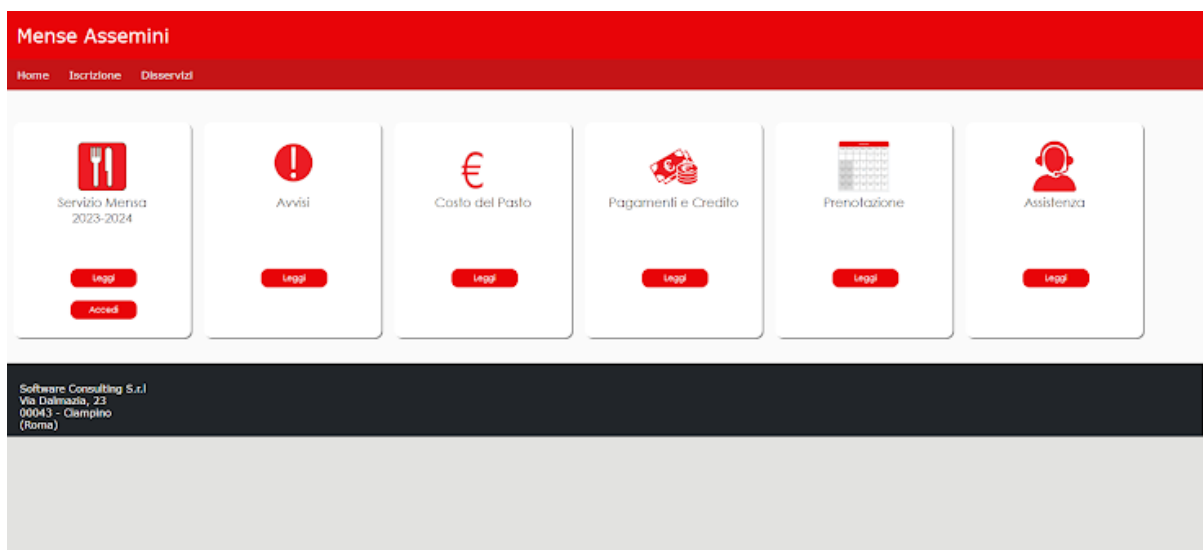 Mense Assemini
Home Iscrizione Disservizi
Servizio Mensa
2023-2024
Leggi
Accedi
Avvisi
Leggi
€
Costo del Pasto
Leggi
Pagamenti e Credito
Leggi
Prenotazione
Leggi
Assistenza
Leggi
Software Consulting S.r.l
Via Dalmazia, 23
00043 - Ciampino
(Roma)